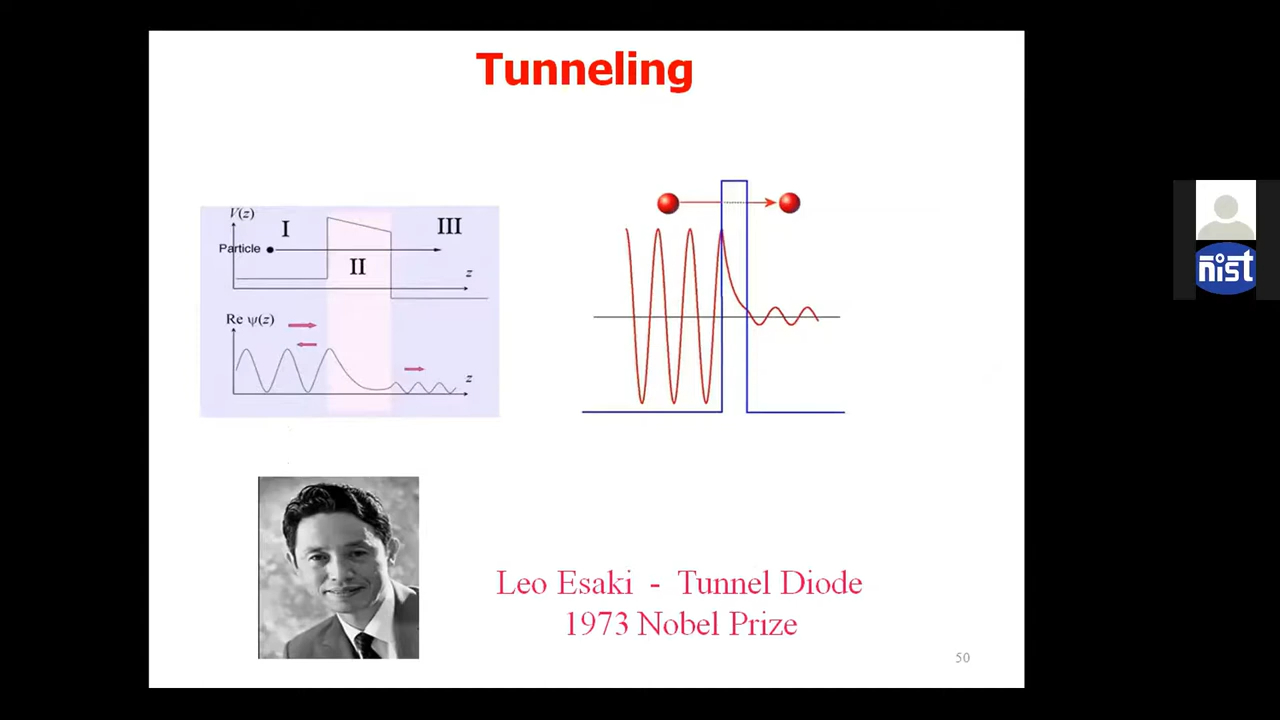 Tunneling
V(z)
I
III
Particle
II
z
Re ψ(z)
z
nist
Leo Esaki - Tunnel Diode
1973 Nobel Prize
50